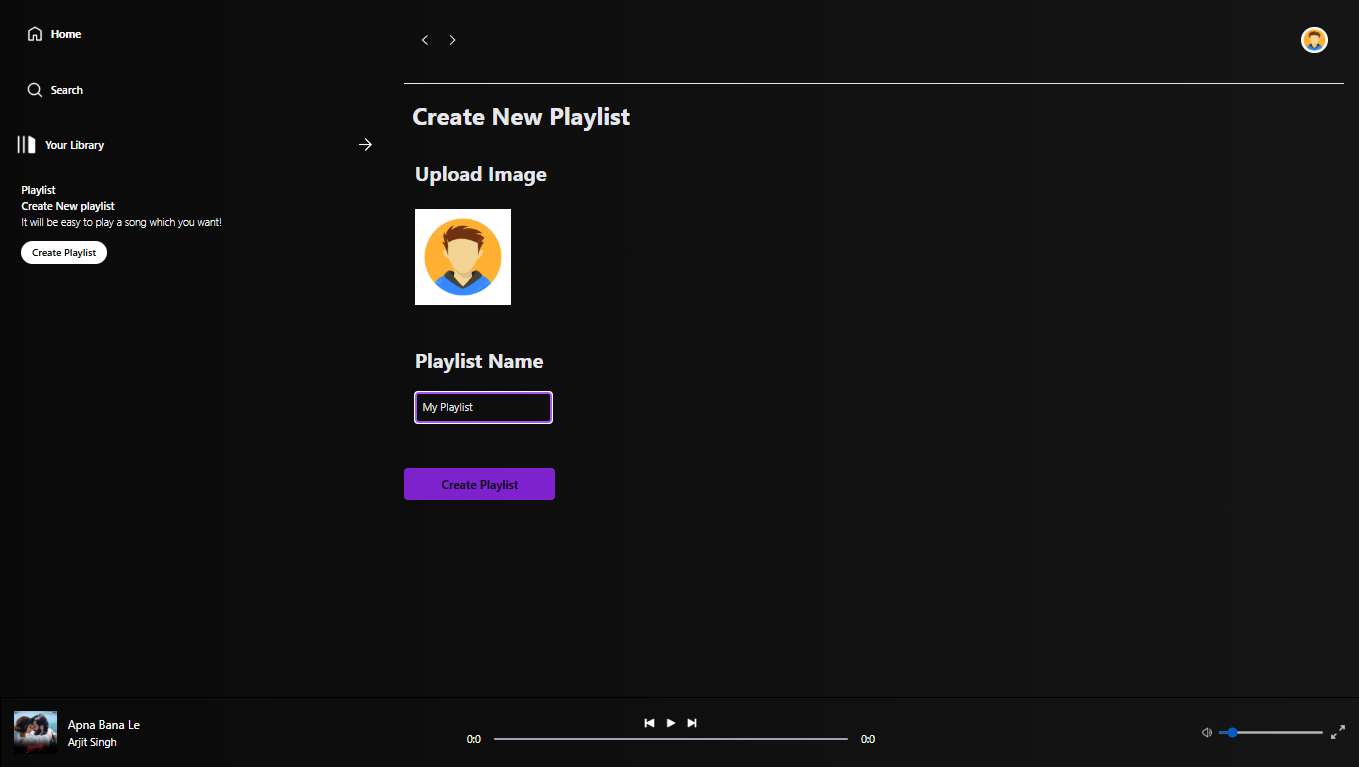 Home
Search
Your Library
Playlist
Create New playlist
It will be easy to play a song which you want!
Create Playlist
Create New Playlist
Upload Image
Playlist Name
My Playlist
Create Playlist
Apna Bana Le
Arjit Singh
0:0
0:0